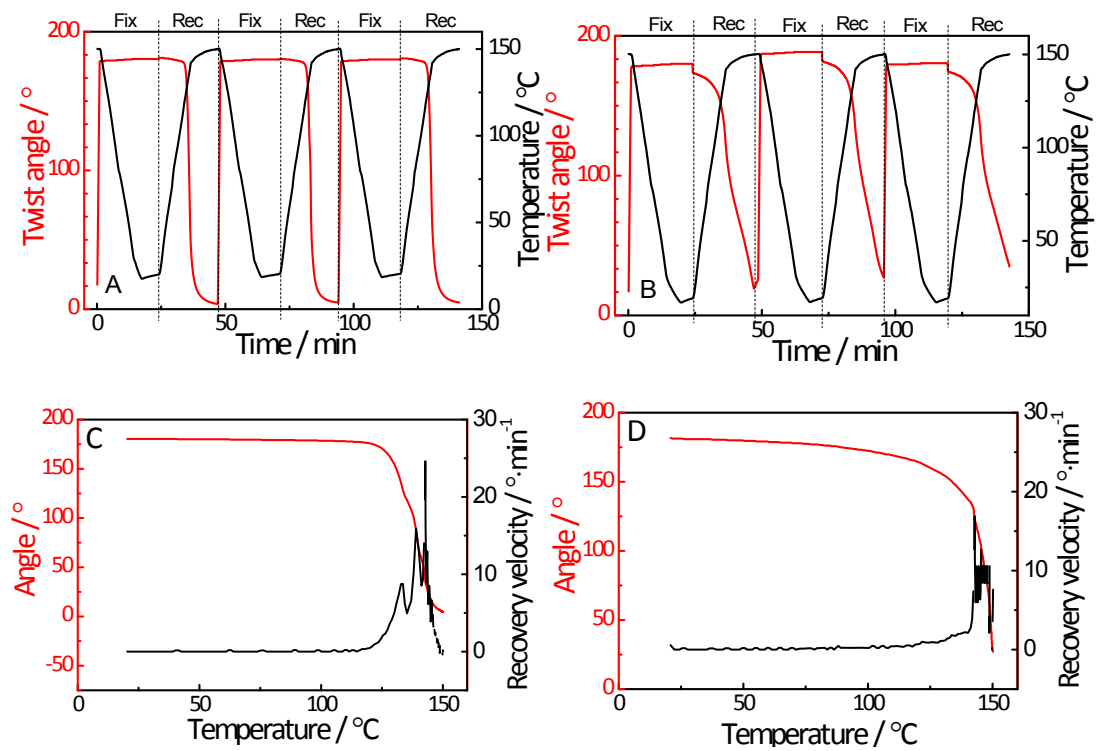 Fix Rec Fix Rec Fix Rec
200
100
0
Twist angle / °
150
100
50
0
Temperature / °C
A
0 50 100 150
Time / min
Fix Rec Fix Rec Fix Rec
200
100
0
Twist angle / °
150
100
50
Temperature / °C
B
0 50 100 150
Time / min
C
200
150
100
50
0
-50
Angle / °
30
20
10
0
Recovery velocity / °·min-1
0 50 100 150
Temperature / °C
D
200
150
100
50
0
Angle / °
30
20
10
0
Recovery velocity / °·min-1
0 50 100 150
Temperature / °C